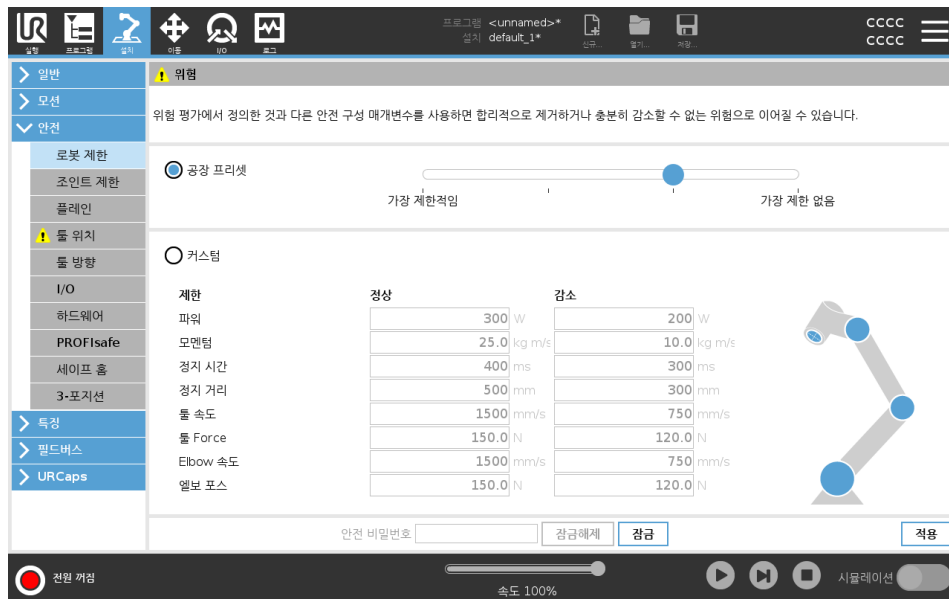 프로그램 <unnamed>*
설치 default_1*
실행
프로그램
설치
이동
I/O
로그
신규...
열기...
저장...
cccc
cccc
일반
모션
안전
로봇 제한
조인트 제한
플레인
툴 위치
툴 방향
I/O
하드웨어
PROFIsafe
세이프 홈
3-포지션
특징
필드버스
URCaps
위험
위험 평가에서 정의한 것과 다른 안전 구성 매개변수를 사용하면 합리적으로 제거하거나 충분히 감소할 수 없는 위험으로 이어질 수 있습니다.
공장 프리셋
가장 제한적임 가장 제한 없음
커스텀
제한 정상 감소
파워 300 W 200 W
모멘텀 25.0 kg m/s 10.0 kg m/s
정지 시간 400 ms 300 ms
정지 거리 500 mm 300 mm
툴 속도 1500 mm/s 750 mm/s
툴 Force 150.0 N 120.0 N
Elbow 속도 1500 mm/s 750 mm/s
엘보 포스 150.0 N 120.0 N
안전 비밀번호 잠금해제 잠금 적용
전원 꺼짐
속도 100%
시뮬레이션